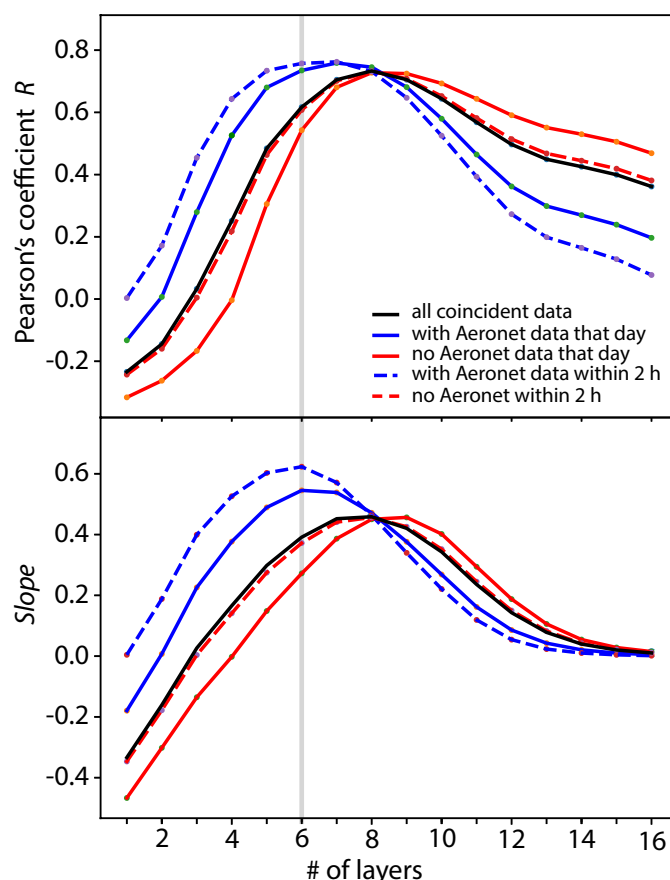 0.8
0.6
0.4
0.2
0.0
-0.2
Pearson's coefficient R
all coincident data
with Aeronet data that day
no Aeronet data that day
with Aeronet data within 2 h
no Aeronet within 2 h
0.6
0.4
0.2
0.0
-0.2
-0.4
Slope
2 4 6 8 10 12 14 16
# of layers